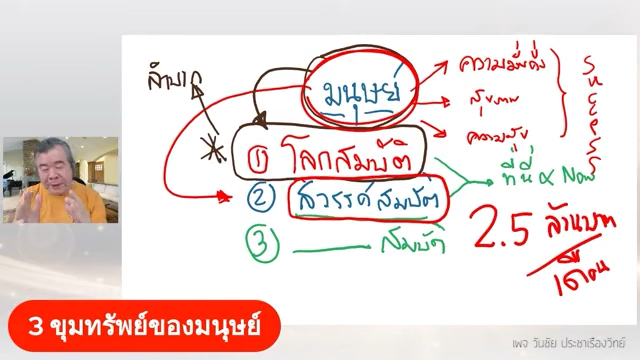 ลำบาก
มนุษย์
ความมั่งคั่ง
สุขภาพ
ความสุข
① โลกสมบัติ
② สวรรค์สมบัติ
③ ______ สมบัติ
ที่นี่ & Now
2.5 ล้านบาท
/เดือน
3 ขุมทรัพย์ของมนุษย์
เพจ วันชัย ประชาเรืองวิทย์